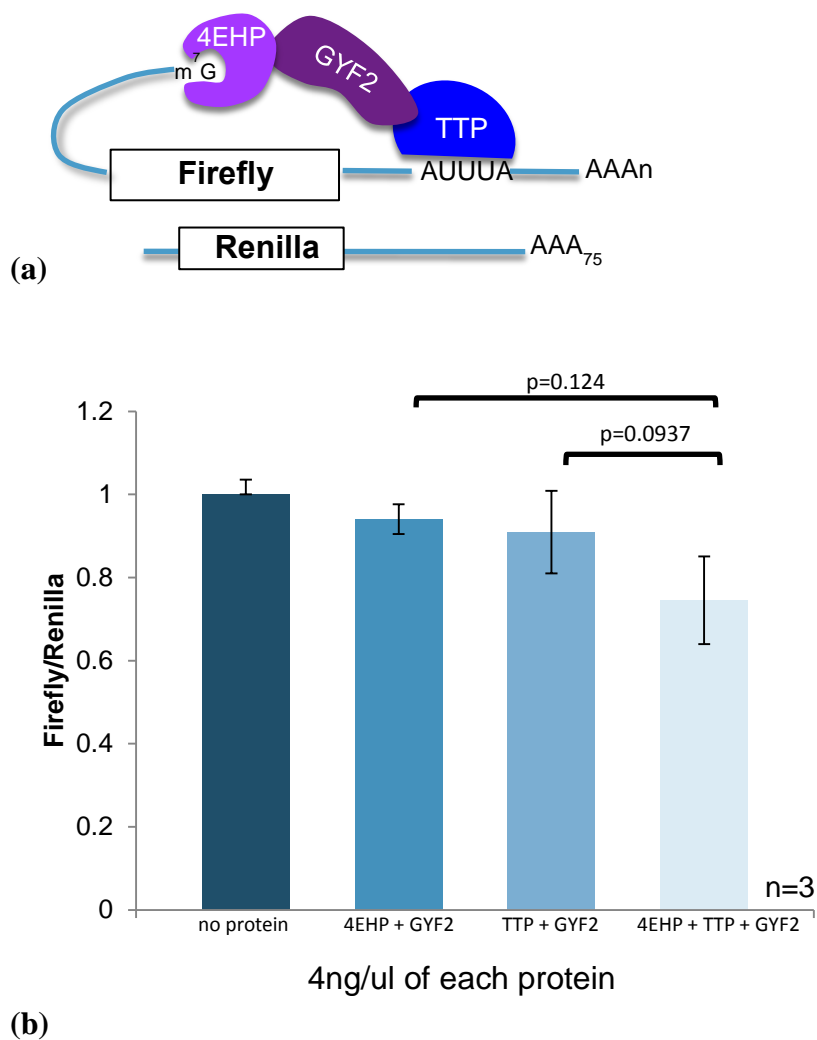 4EHP
GYF2
m⁷G
TTP
Firefly
AUUUA
AAAn
Renilla
AAA₇₅
(a)
p=0.124
p=0.0937
1.2
1
0.8
0.6
0.4
0.2
0
Firefly/Renilla
n=3
no protein 4EHP + GYF2 TTP + GYF2 4EHP + TTP + GYF2
4ng/ul of each protein
(b)